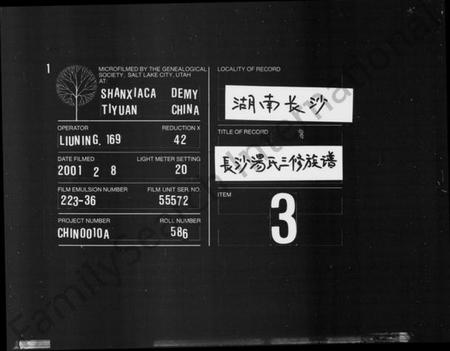 1
MICROFILMED BY THE GENEALOGICAL
SOCIETY, SALT LAKE CITY, UTAH
AT:
SHANXIACA DEMY
TIYUAN CHINA
OPERATOR REDUCTION X
LIUNING. 169 42
DATE FILMED LIGHT METER SETTING
2001 2 8 20
FILM EMULSION NUMBER FILM UNIT SER. NO.
223-36 55572
PROJECT NUMBER ROLL NUMBER
CHIN0010A 586
LOCALITY OF RECORD
湖南长沙
TITLE OF RECORD
長沙湯氏三修族谱
ITEM
3
FamilySearch International